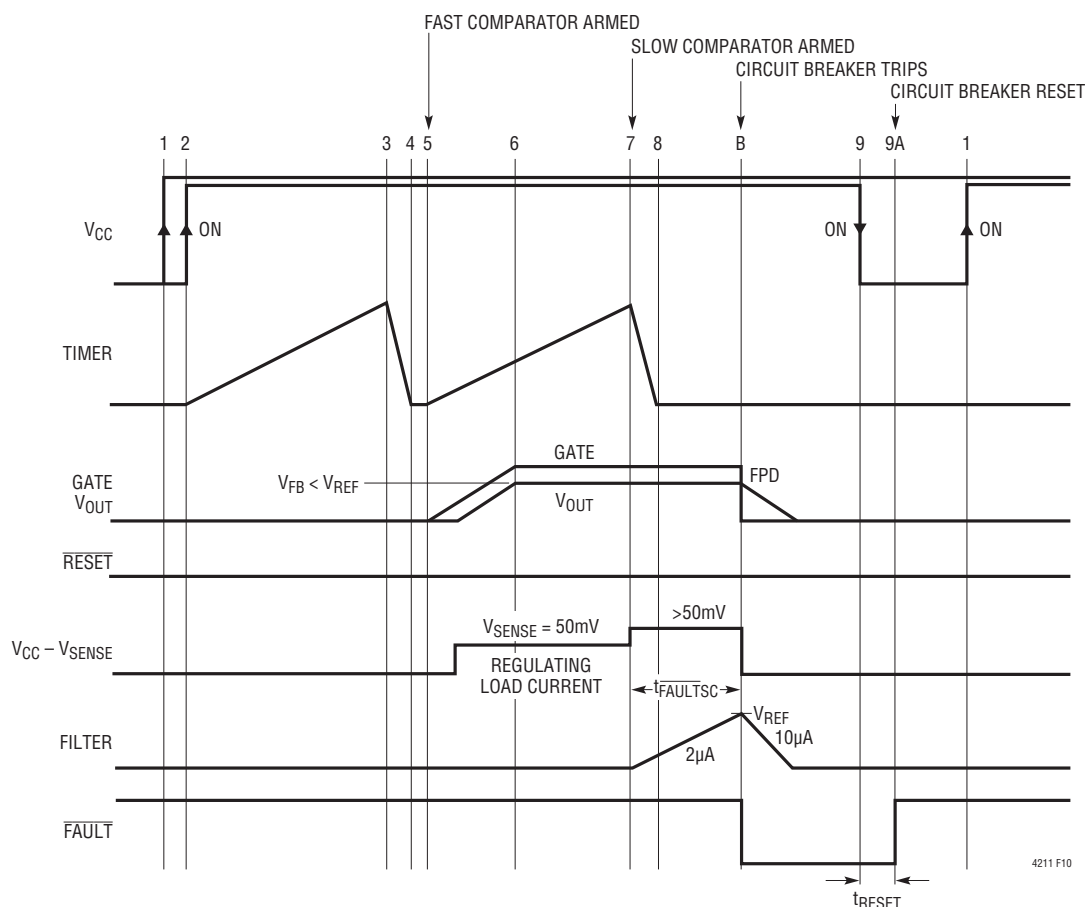 FAST COMPARATOR ARMED
SLOW COMPARATOR ARMED
CIRCUIT BREAKER TRIPS
CIRCUIT BREAKER RESET
1 2 3 4 5 6 7 8 B 9 9A 1
VCC
ON
ON
ON
TIMER
GATE
VOUT
VFB < VREF
GATE
VOUT
FPD
RESET
VCC – VSENSE
VSENSE = 50mV
>50mV
REGULATING
LOAD CURRENT
tFAULTSC
FILTER
2µA
VREF
10µA
FAULT
4211 F10
tRESET